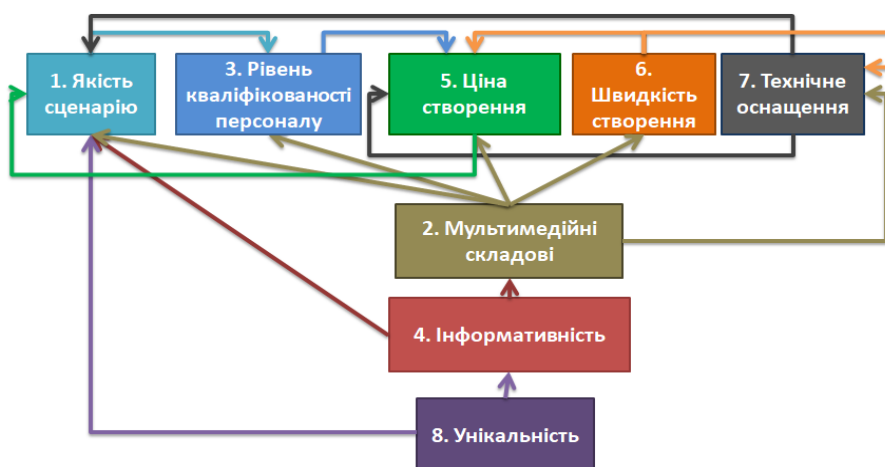 1. Якість
сценарію
3. Рівень
кваліфікованості
персоналу
5. Ціна
створення
6.
Швидкість
створення
7. Технічне
оснащення
2. Мультимедійні
складові
4. Інформативність
8. Унікальність